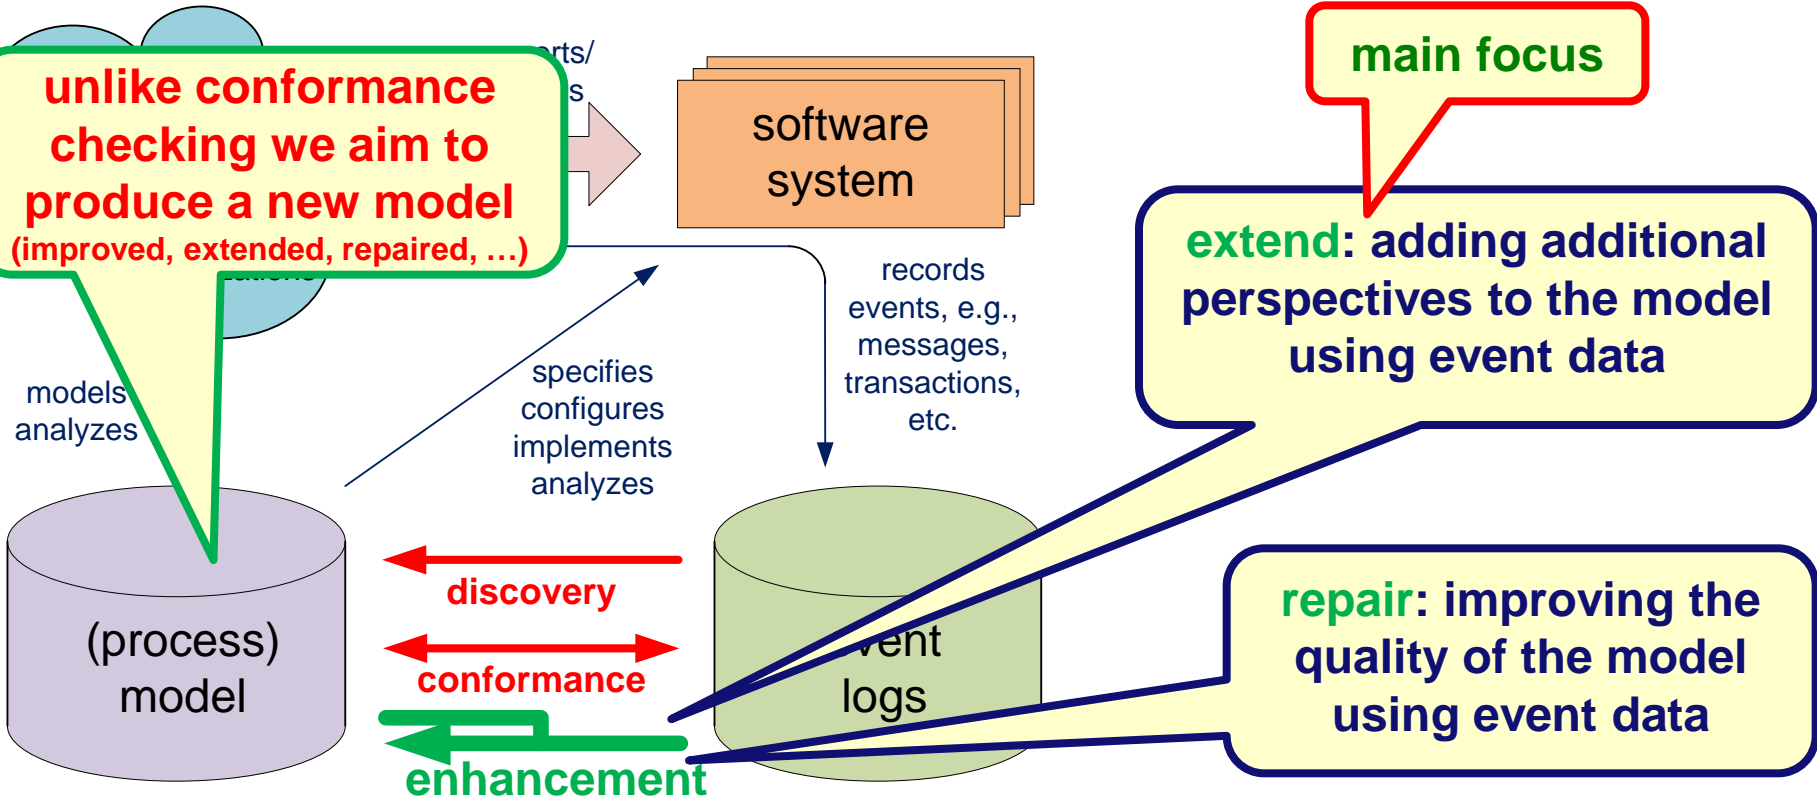 unlike conformance
checking we aim to
produce a new model
(improved, extended, repaired, …)
software
system
main focus
extend: adding additional
perspectives to the model
using event data
records
events, e.g.,
messages,
transactions,
etc.
models
analyzes
specifies
configures
implements
analyzes
discovery
conformance
enhancement
(process)
model
logs
repair: improving the
quality of the model
using event data